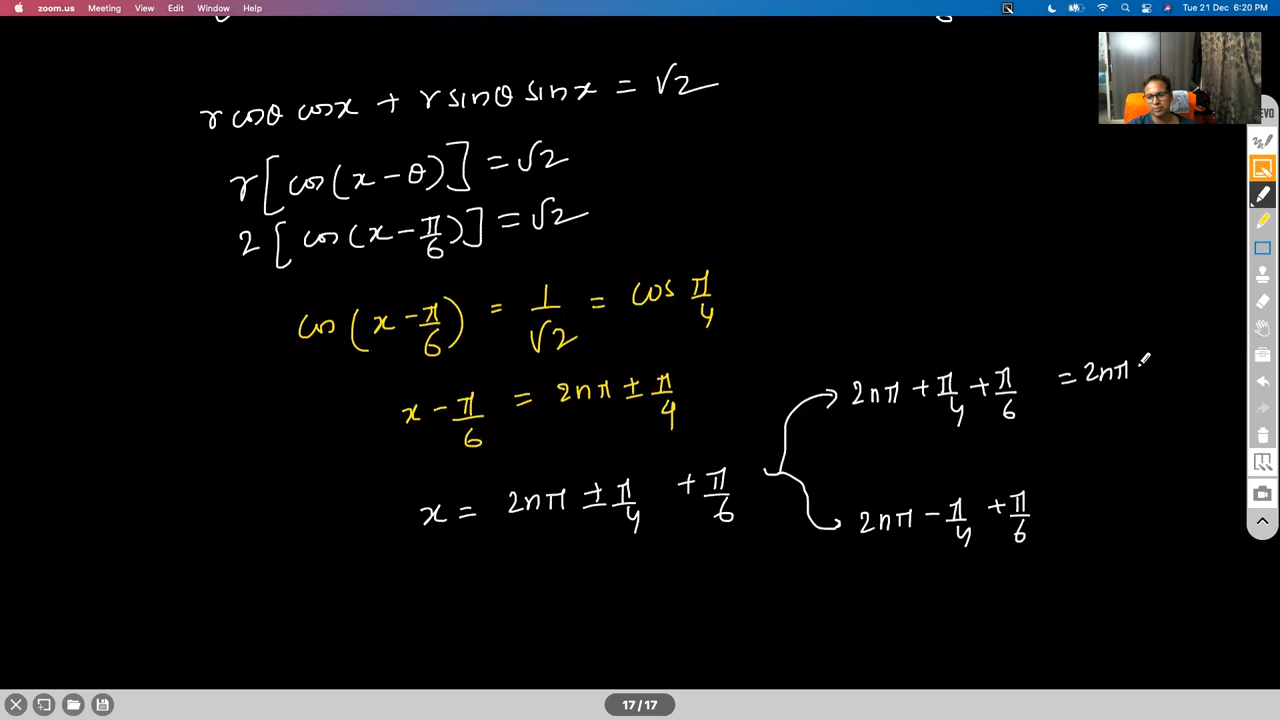 zoom.us Meeting View Edit Window Help Tue 21 Dec 6:20 PM
r cosθ cosx + r sinθ sinx = √2
r[cos(x − θ)] = √2
2[cos(x − π/6)] = √2
cos(x − π/6) = 1/√2 = cos π/4
x − π/6 = 2nπ ± π/4
2nπ + π/4 + π/6 = 2nπ
x = 2nπ ± π/4 + π/6
2nπ − π/4 + π/6
17/17